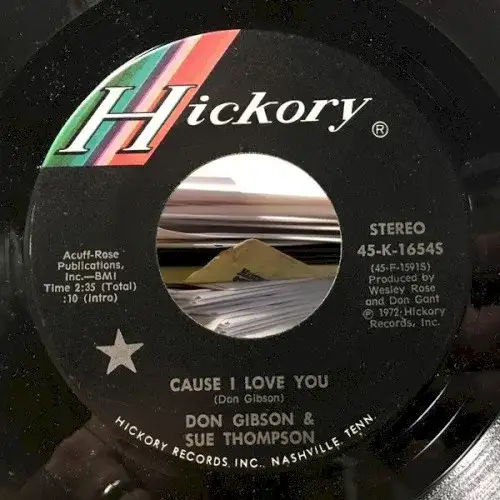 Hickory ®
Acuff-Rose
Publications,
Inc.—BMI
Time 2:35 (Total)
:10 (Intro)
STEREO
45-K-1654S
(45-F-1591S)
Produced by
Wesley Rose
and Don Gant
℗ 1972 Hickory
Records, Inc.
CAUSE I LOVE YOU
(Don Gibson)
DON GIBSON &
SUE THOMPSON
HICKORY RECORDS, INC., NASHVILLE, TENN.